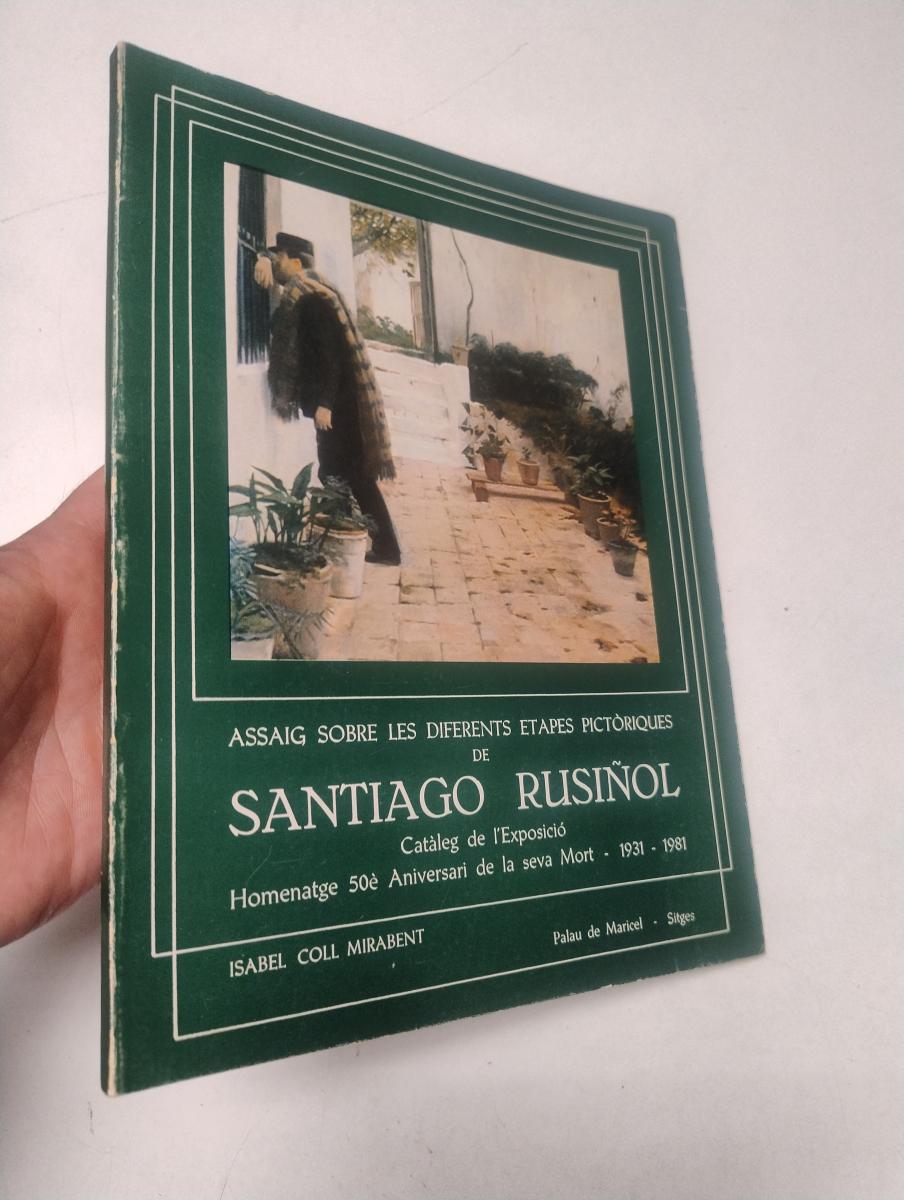 ASSAIG SOBRE LES DIFERENTS ETAPES PICTÒRIQUES
DE
SANTIAGO RUSIÑOL
Catàleg de l'Exposició
Homenatge 50è Aniversari de la seva Mort - 1931 - 1981
ISABEL COLL MIRABENT
Palau de Maricel - Sitges